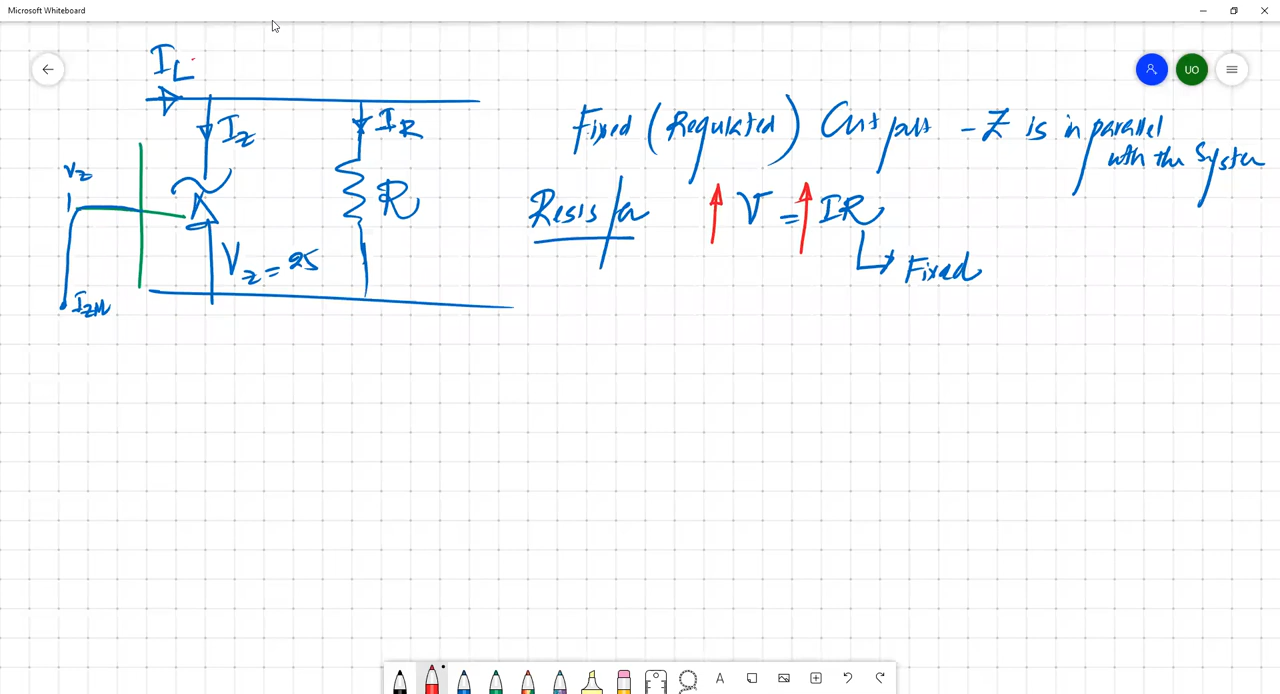 Microsoft Whiteboard
UO
IL
IZ
IR
VZ
R
VZ = 25
IZM
Fixed (Regulated) Output - Z is in parallel
with the System
Resistor
V = IR
Fixed
A